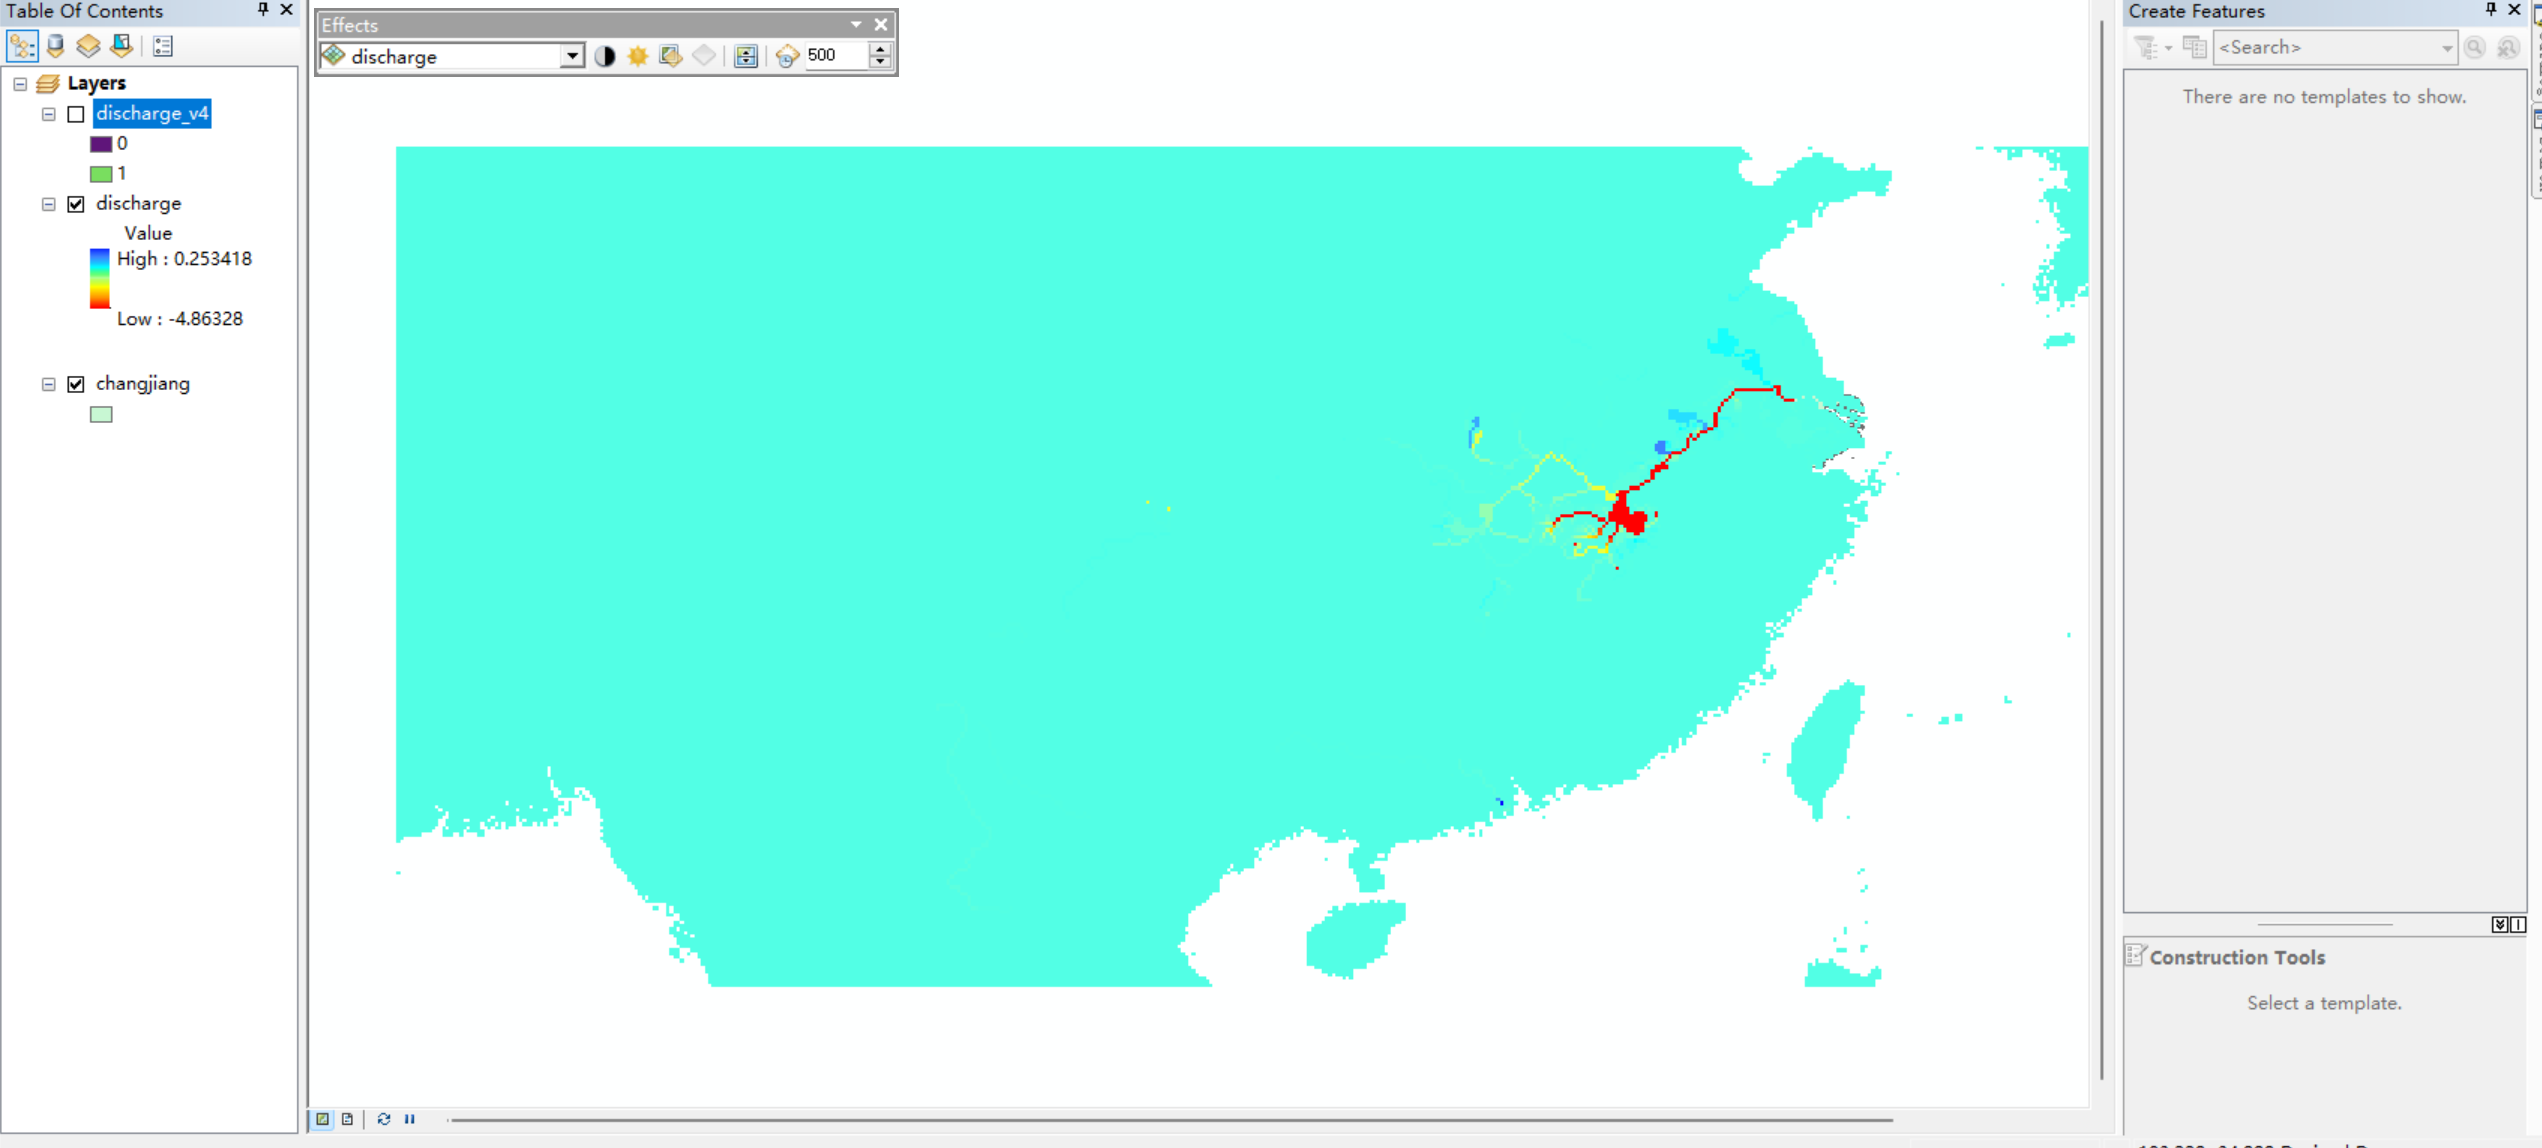 Table Of Contents
Effects
discharge
500
Layers
discharge_v4
0
1
discharge
Value
High : 0.253418
Low : -4.86328
changjiang
Create Features
<Search>
There are no templates to show.
Construction Tools
Select a template.